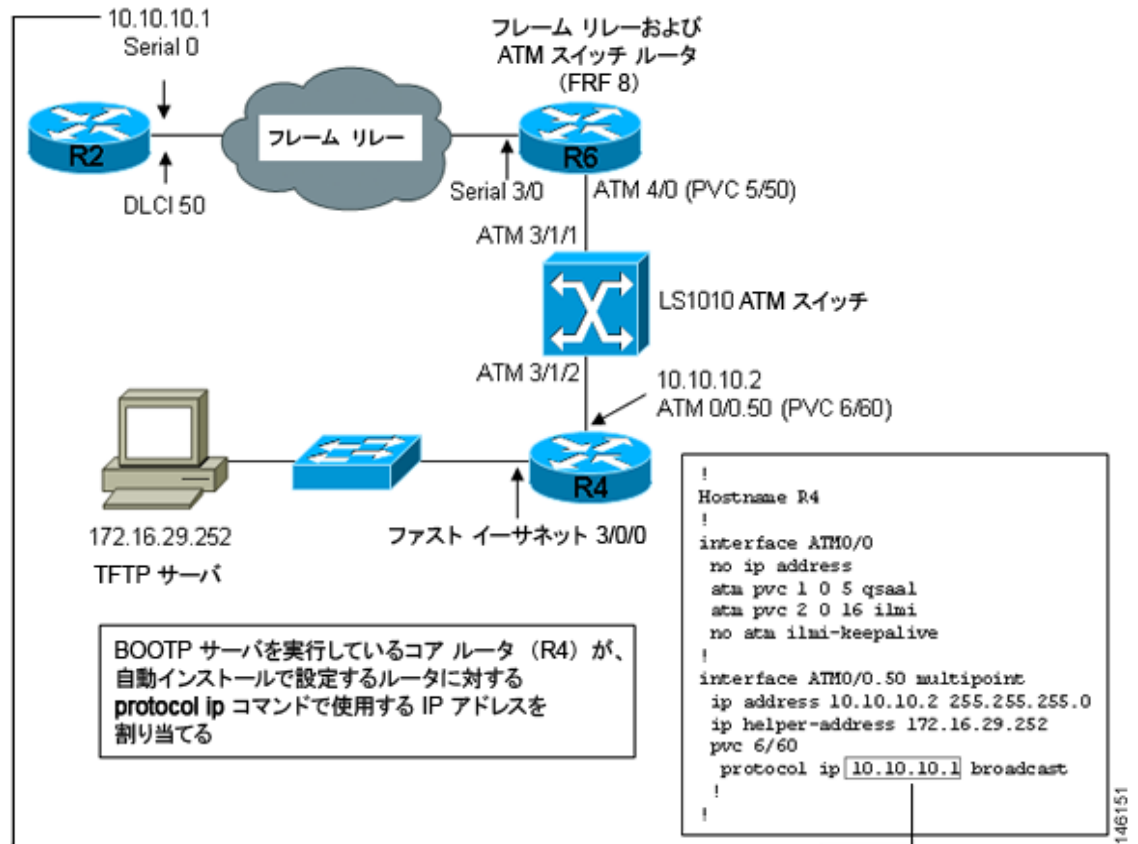 10.10.10.1
Serial 0
フレーム リレーおよび
ATM スイッチ ルータ
(FRF 8)
フレーム リレー
R2
R6
DLCI 50
Serial 3/0
ATM 4/0 (PVC 5/50)
ATM 3/1/1
LS1010 ATM スイッチ
ATM 3/1/2
10.10.10.2
ATM 0/0.50 (PVC 6/60)
R4
172.16.29.252
TFTP サーバ
ファスト イーサネット 3/0/0
BOOTP サーバを実行しているコア ルータ (R4) が、
自動インストールで設定するルータに対する
protocol ip コマンドで使用する IP アドレスを
割り当てる
!
Hostname R4
!
interface ATM0/0
no ip address
atm pvc 1 0 5 qsaal
atm pvc 2 0 16 ilmi
no atm ilmi-keepalive
!
interface ATM0/0.50 multipoint
ip address 10.10.10.2 255.255.255.0
ip helper-address 172.16.29.252
pvc 6/60
protocol ip 10.10.10.1 broadcast
!
!
146151